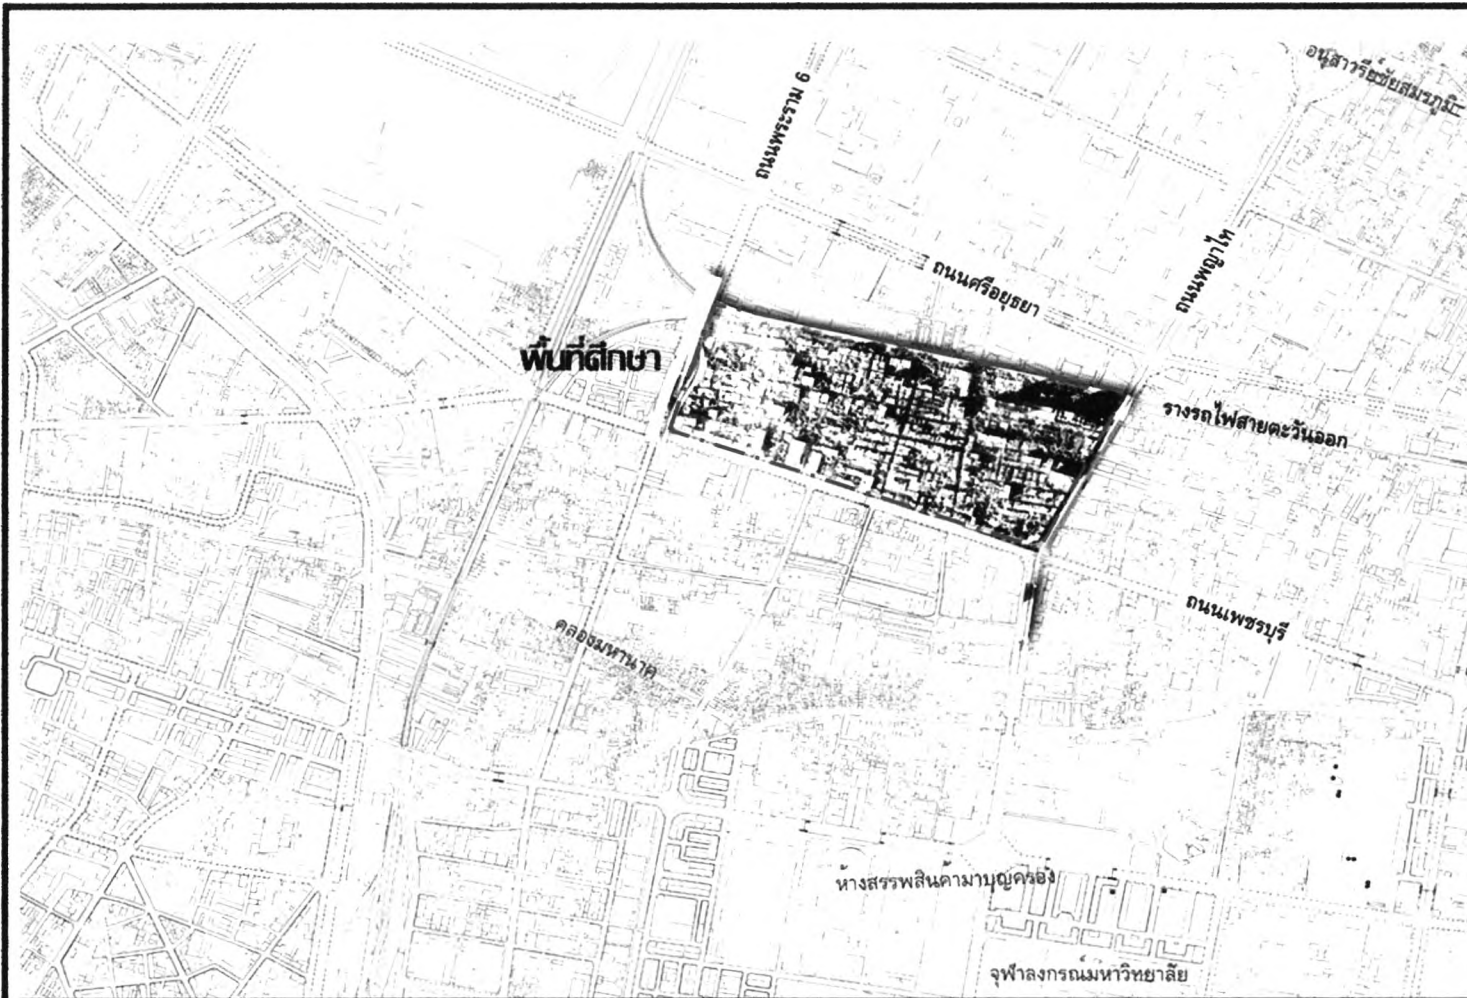 อนุสาวรีย์ชัยสมรภูมิ
ถนนพระราม 6
ถนนพญาไท
ถนนศรีอยุธยา
พื้นที่ศึกษา
รางรถไฟสายตะวันออก
ถนนเพชรบุรี
คลองมหานาค
ห้างสรรพสินค้ามาบุญครอง
จุฬาลงกรณ์มหาวิทยาลัย